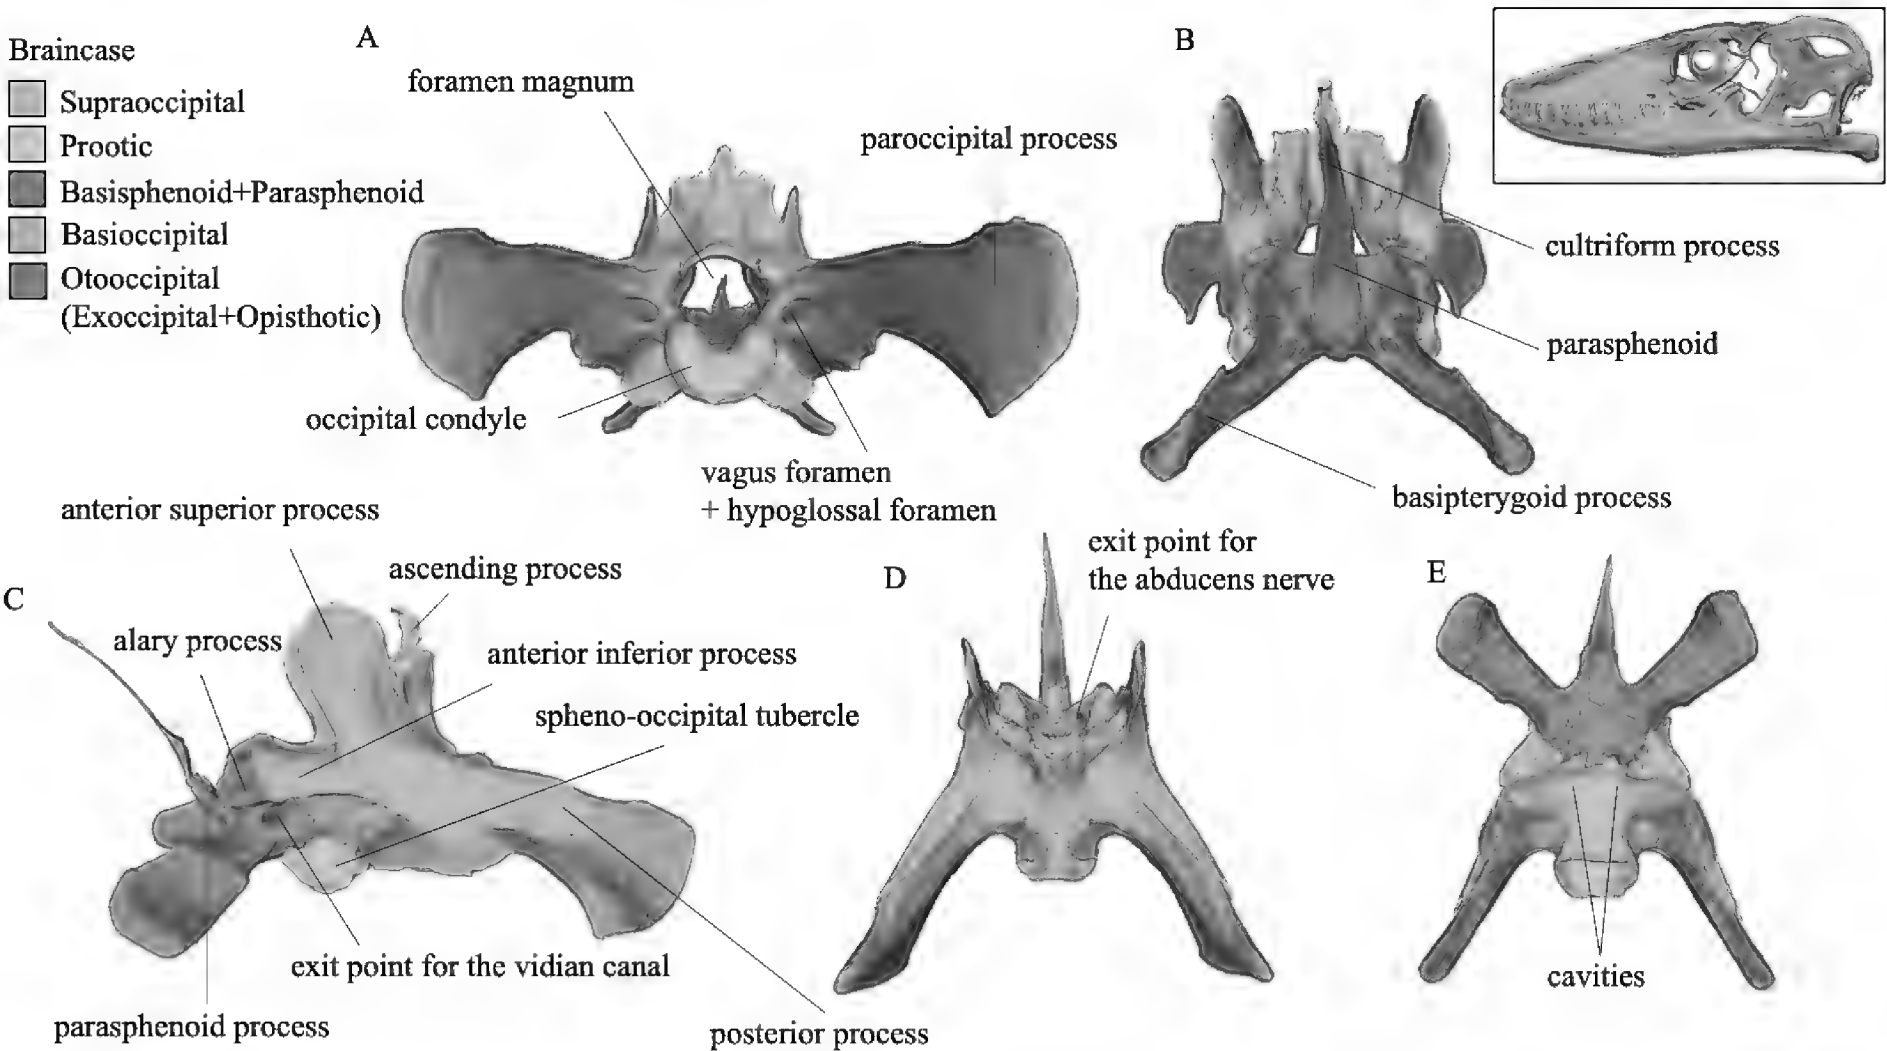 Braincase
Supraoccipital
Prootic
Basisphenoid+Parasphenoid
Basioccipital
Otooccipital
(Exoccipital+Opisthotic)
A
foramen magnum
paroccipital process
occipital condyle
vagus foramen
+ hypoglossal foramen
B
cultriform process
parasphenoid
basipterygoid process
C
anterior superior process
ascending process
alary process
anterior inferior process
spheno-occipital tubercle
exit point for the vidian canal
parasphenoid process
posterior process
D
exit point for
the abducens nerve
E
cavities